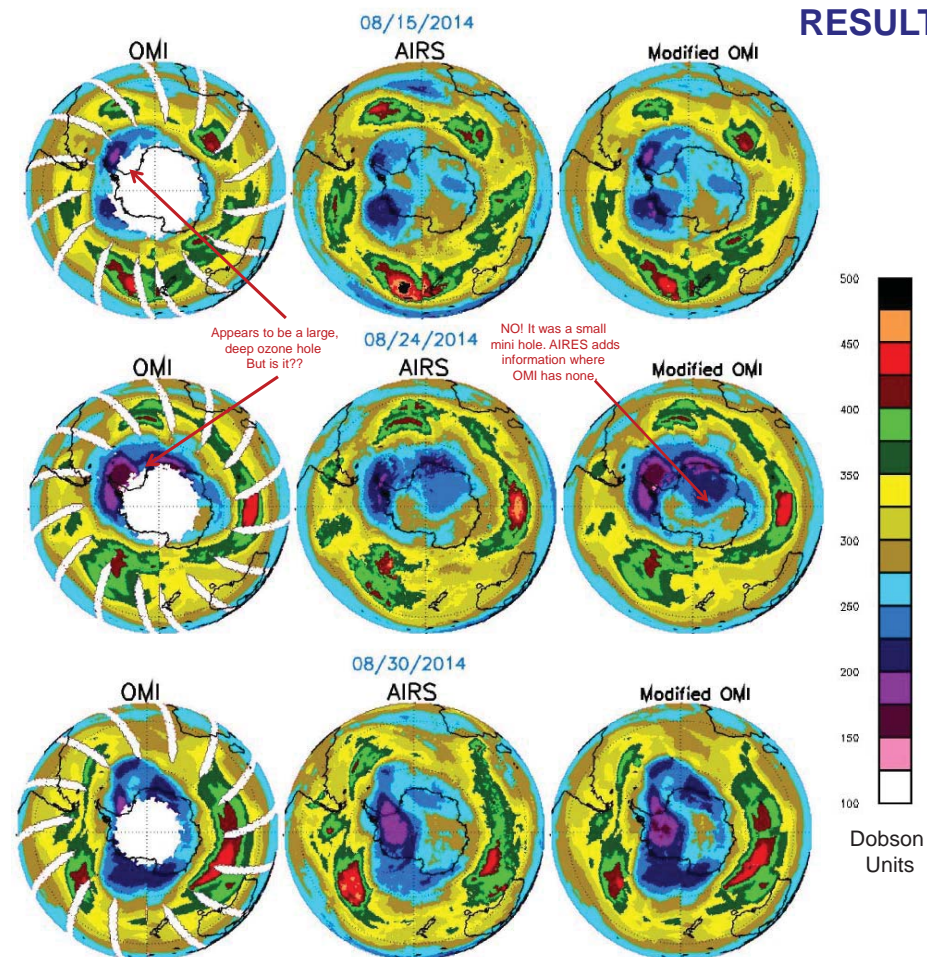 RESULT
08/15/2014
OMI
AIRS
Modified OMI
Appears to be a large,
deep ozone hole
But is it??
NO! It was a small
mini hole. AIRES adds
information where
OMI has none.
08/24/2014
OMI
AIRS
Modified OMI
08/30/2014
OMI
AIRS
Modified OMI
500
450
400
350
300
250
200
150
100
Dobson
Units